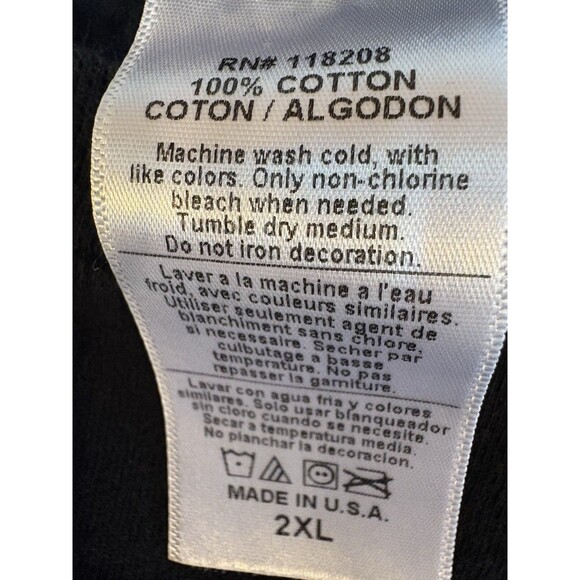 RN# 118208
100% COTTON
COTON / ALGODON
Machine wash cold, with
like colors. Only non-chlorine
bleach when needed.
Tumble dry medium.
Do not iron decoration.
Laver a la machine a l'eau
froid, avec couleurs similaires.
Utiliser seulement agent de
blanchiment sans chlore,
si necessaire. Secher par
culbutage a basse
temperature. No pas
repasser la garniture.
Lavar con agua fria y colores
similares. Solo usar blanqueador
sin cloro cuando se necesite.
Secar a temperatura media.
No planchar la decoracion.
MADE IN U.S.A.
2XL